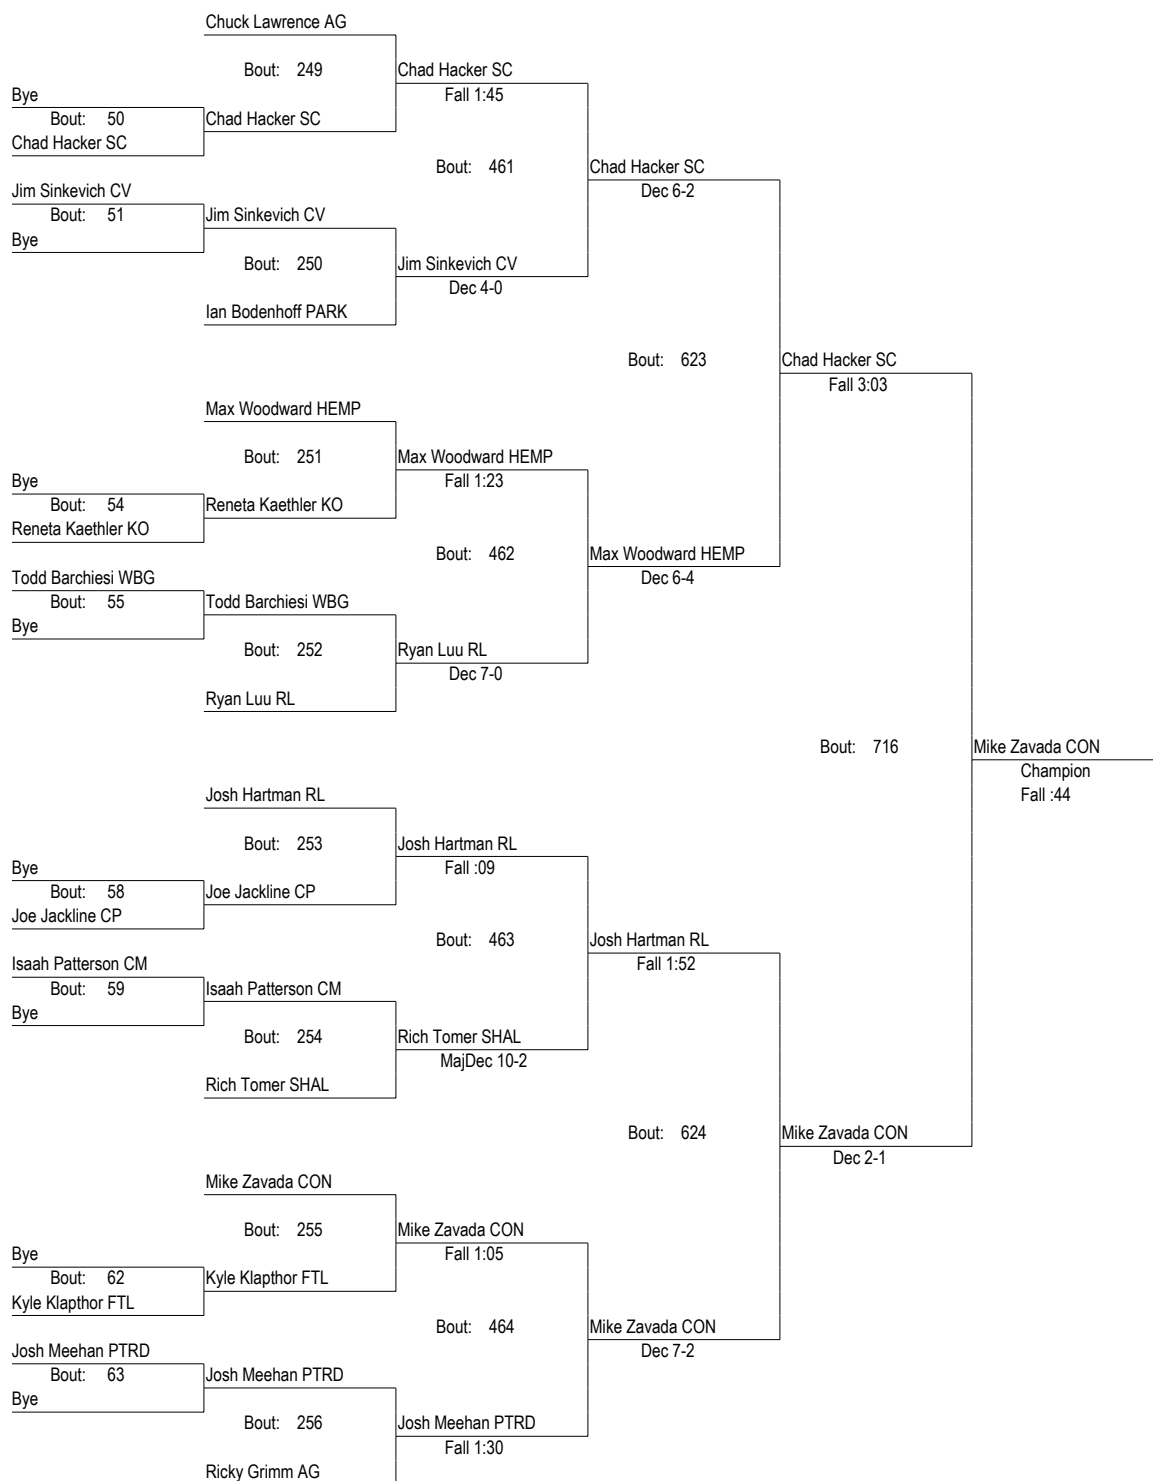 Chuck Lawrence AG
Bout: 249
Chad Hacker SC
Fall 1:45
Bye
Bout: 50
Chad Hacker SC
Chad Hacker SC
Bout: 461
Chad Hacker SC
Dec 6-2
Jim Sinkevich CV
Bout: 51
Jim Sinkevich CV
Bye
Bout: 250
Jim Sinkevich CV
Dec 4-0
Ian Bodenhoff PARK
Bout: 623
Chad Hacker SC
Fall 3:03
Max Woodward HEMP
Bout: 251
Max Woodward HEMP
Fall 1:23
Bye
Bout: 54
Reneta Kaethler KO
Reneta Kaethler KO
Bout: 462
Max Woodward HEMP
Dec 6-4
Todd Barchiesi WBG
Bout: 55
Todd Barchiesi WBG
Bye
Bout: 252
Ryan Luu RL
Dec 7-0
Ryan Luu RL
Bout: 716
Mike Zavada CON
Champion
Fall :44
Josh Hartman RL
Bout: 253
Josh Hartman RL
Fall :09
Bye
Bout: 58
Joe Jackline CP
Joe Jackline CP
Bout: 463
Josh Hartman RL
Fall 1:52
Isaah Patterson CM
Bout: 59
Isaah Patterson CM
Bye
Bout: 254
Rich Tomer SHAL
MajDec 10-2
Rich Tomer SHAL
Bout: 624
Mike Zavada CON
Dec 2-1
Mike Zavada CON
Bout: 255
Mike Zavada CON
Fall 1:05
Bye
Bout: 62
Kyle Klapthor FTL
Kyle Klapthor FTL
Bout: 464
Mike Zavada CON
Dec 7-2
Josh Meehan PTRD
Bout: 63
Josh Meehan PTRD
Bye
Bout: 256
Josh Meehan PTRD
Fall 1:30
Ricky Grimm AG